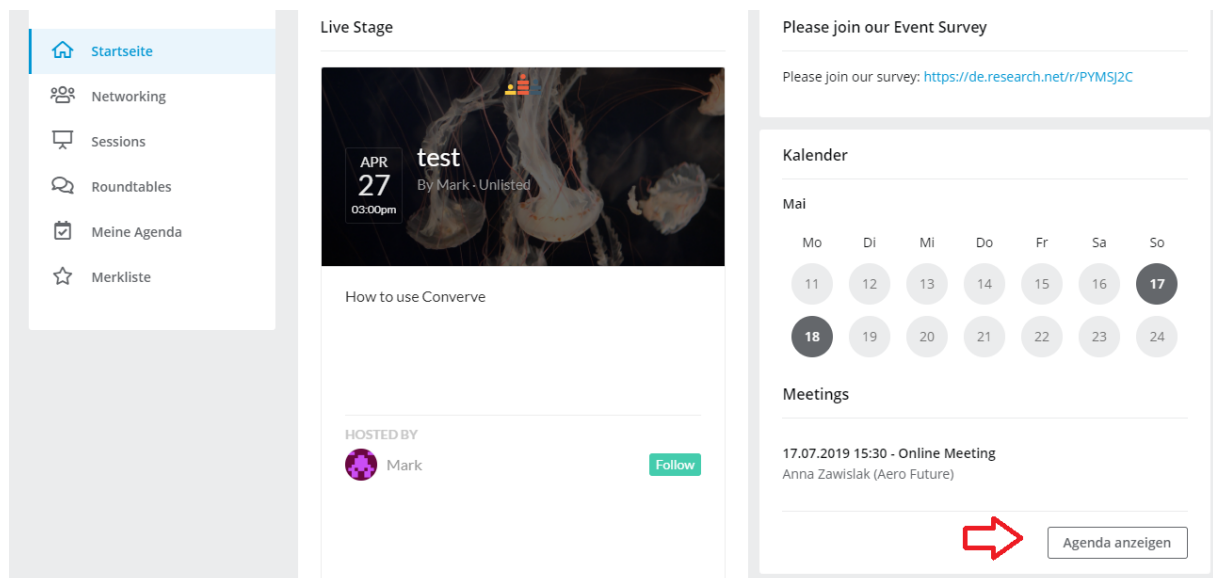 Startseite
Networking
Sessions
Roundtables
Meine Agenda
Merkliste
Live Stage
APR
27
03:00pm
test
By Mark · Unlisted
How to use Converve
HOSTED BY
Mark
Follow
Please join our Event Survey
Please join our survey: https://de.research.net/r/PYMSJ2C
Kalender
Mai
Mo Di Mi Do Fr Sa So
11 12 13 14 15 16 17
18 19 20 21 22 23 24
Meetings
17.07.2019 15:30 - Online Meeting
Anna Zawislak (Aero Future)
Agenda anzeigen